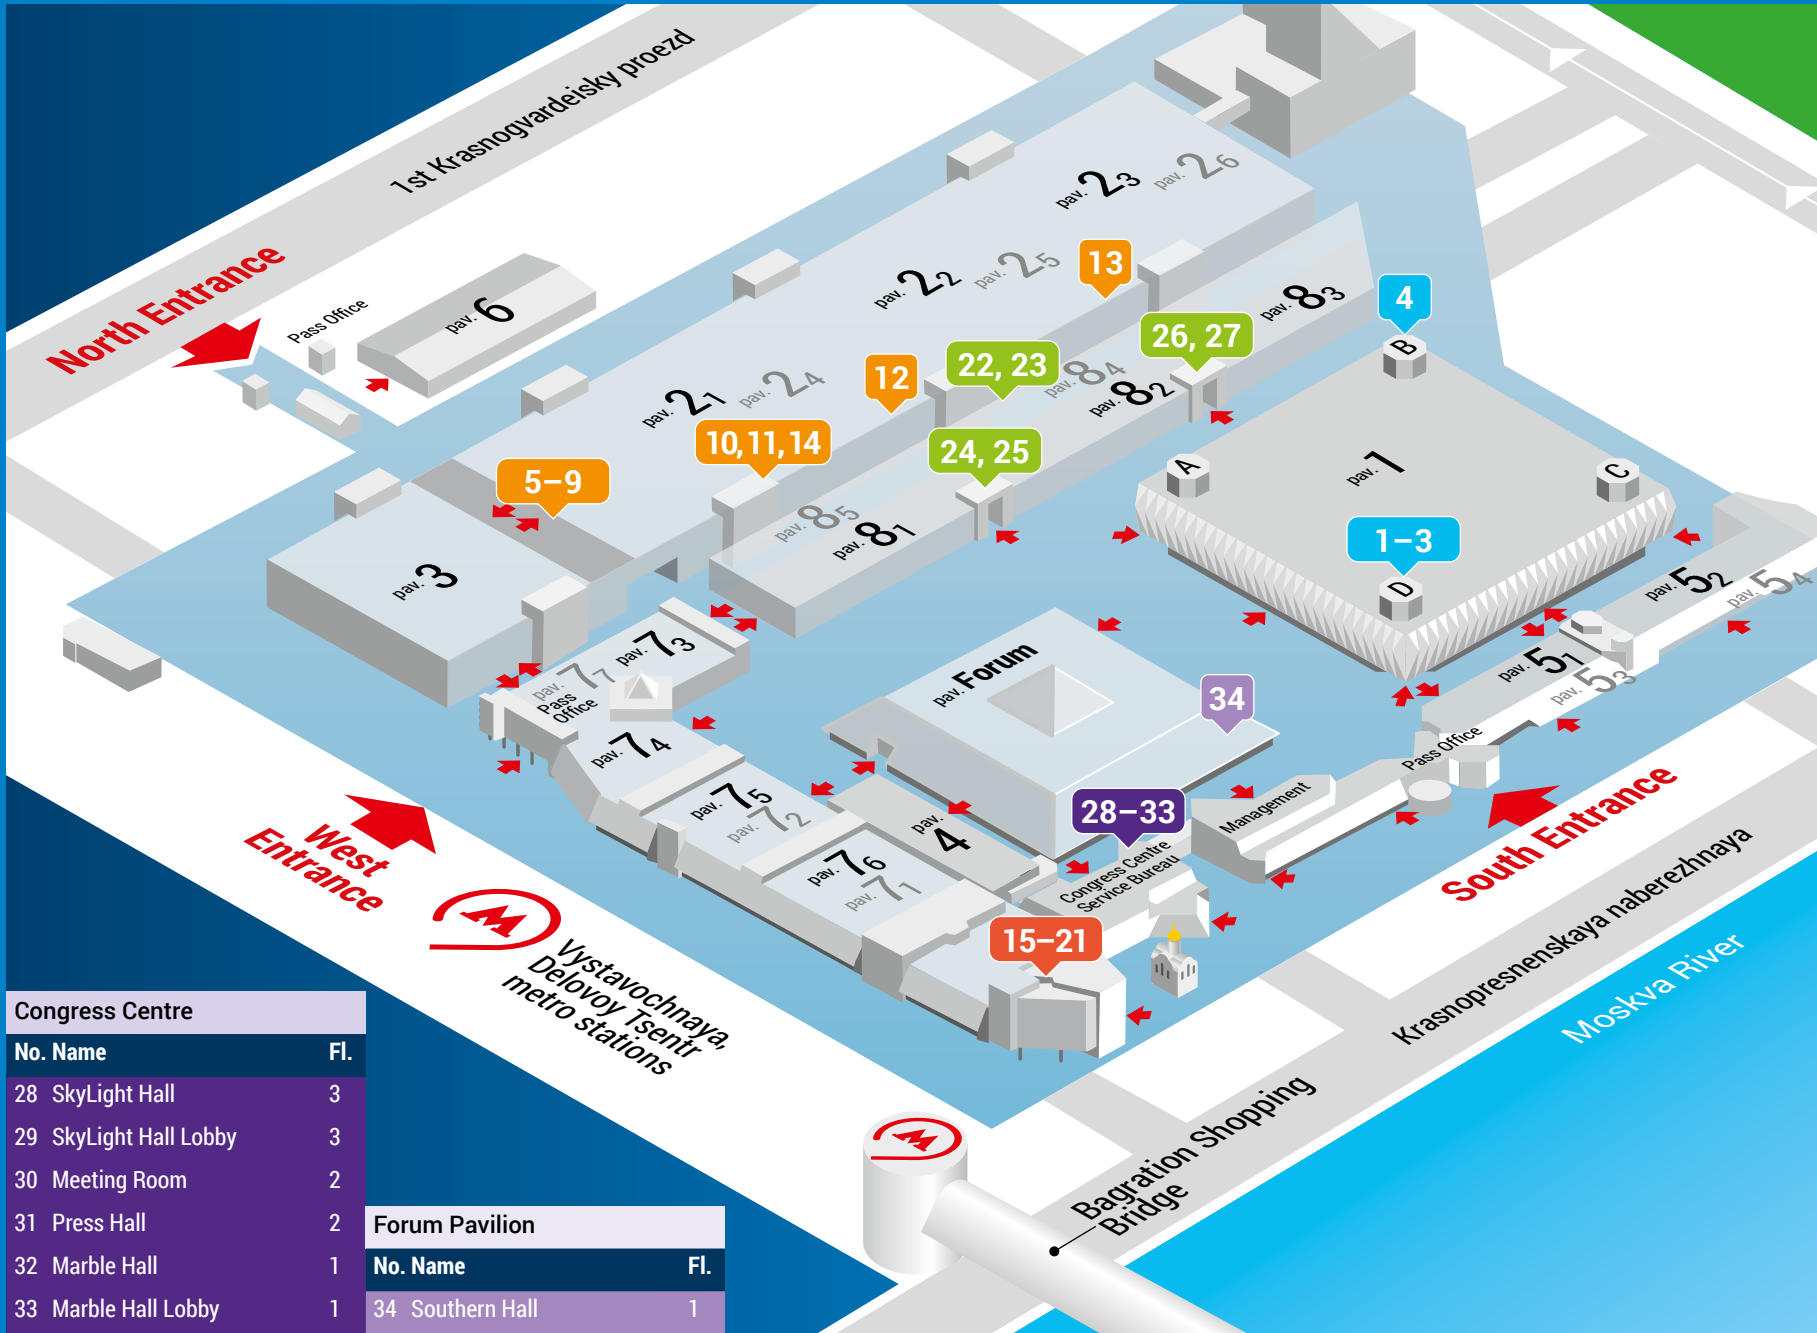 1st Krasnogvardeisky proezd
North Entrance
Pass Office
pav. 6
pav. 23
pav. 26
pav. 22
pav. 25
13
pav. 83
4
B
26, 27
22, 23
12
pav. 84
pav. 82
pav. 21
pav. 24
10,11,14
24, 25
5–9
A
pav. 1
C
pav. 85
pav. 81
1–3
D
pav. 3
pav. 52
pav. 54
pav. 73
pav. 77
Pass
Office
pav. Forum
34
pav. 51
pav. 53
pav. 74
Pass Office
pav. 75
pav. 72
pav. 4
28–33
Management
South Entrance
West
Entrance
pav. 76
pav. 71
Congress Centre
Service Bureau
15–21
M
Vystavochnaya,
Delovoy Tsentr
metro stations
Krasnopresnenskaya naberezhnaya
Moskva River
M
Bagration Shopping
Bridge
Congress Centre
No. Name Fl.
28 SkyLight Hall 3
29 SkyLight Hall Lobby 3
30 Meeting Room 2
31 Press Hall 2
32 Marble Hall 1
33 Marble Hall Lobby 1
Forum Pavilion
No. Name Fl.
34 Southern Hall 1